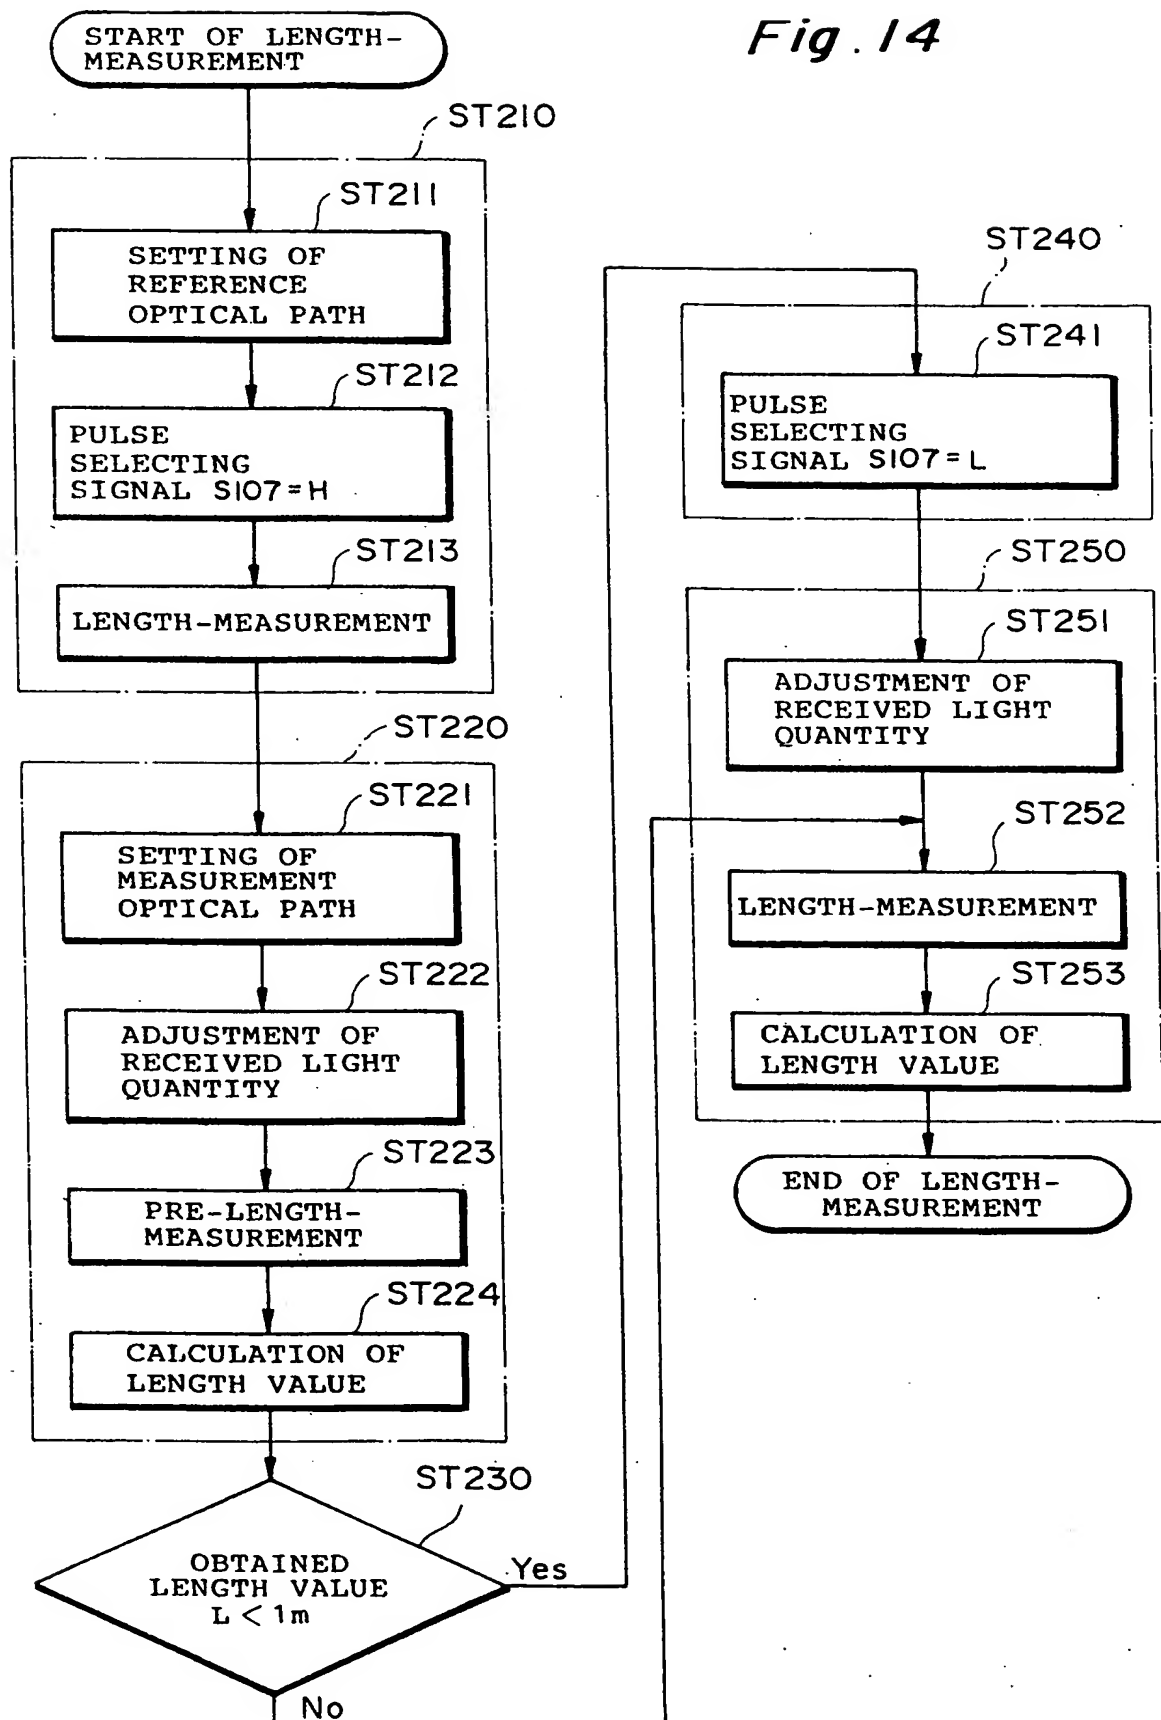 Fig. 14
START OF LENGTH-
MEASUREMENT
ST210
ST211
SETTING OF
REFERENCE
OPTICAL PATH
ST212
PULSE
SELECTING
SIGNAL S107=H
ST213
LENGTH-MEASUREMENT
ST220
ST221
SETTING OF
MEASUREMENT
OPTICAL PATH
ST222
ADJUSTMENT OF
RECEIVED LIGHT
QUANTITY
ST223
PRE-LENGTH-
MEASUREMENT
ST224
CALCULATION OF
LENGTH VALUE
ST230
OBTAINED
LENGTH VALUE
L < 1m
Yes
No
ST240
ST241
PULSE
SELECTING
SIGNAL S107=L
ST250
ST251
ADJUSTMENT OF
RECEIVED LIGHT
QUANTITY
ST252
LENGTH-MEASUREMENT
ST253
CALCULATION OF
LENGTH VALUE
END OF LENGTH-
MEASUREMENT